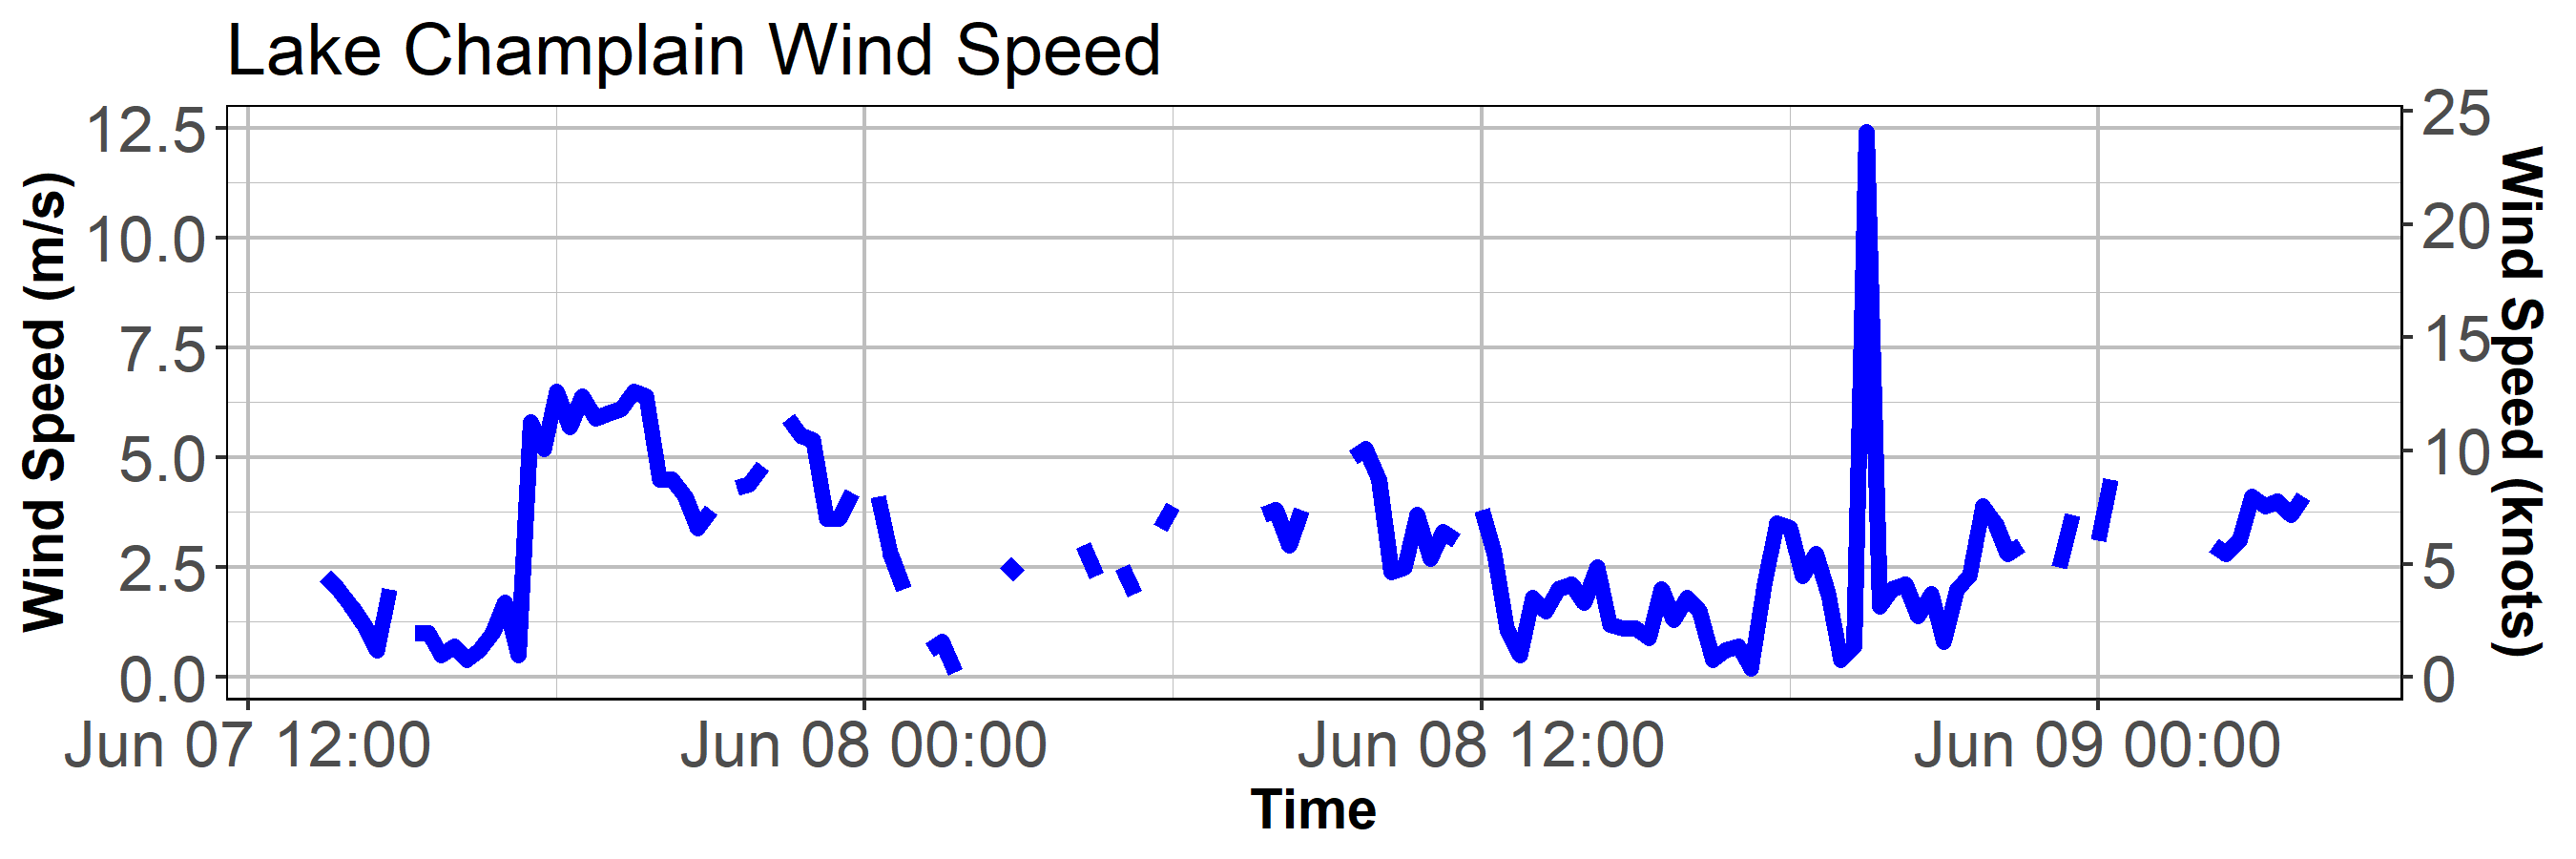 Lake Champlain Wind Speed
Wind Speed (m/s)
12.5
10.0
7.5
5.0
2.5
0.0
25
20
15
10
5
0
Wind Speed (knots)
Jun 07 12:00
Jun 08 00:00
Jun 08 12:00
Jun 09 00:00
Time